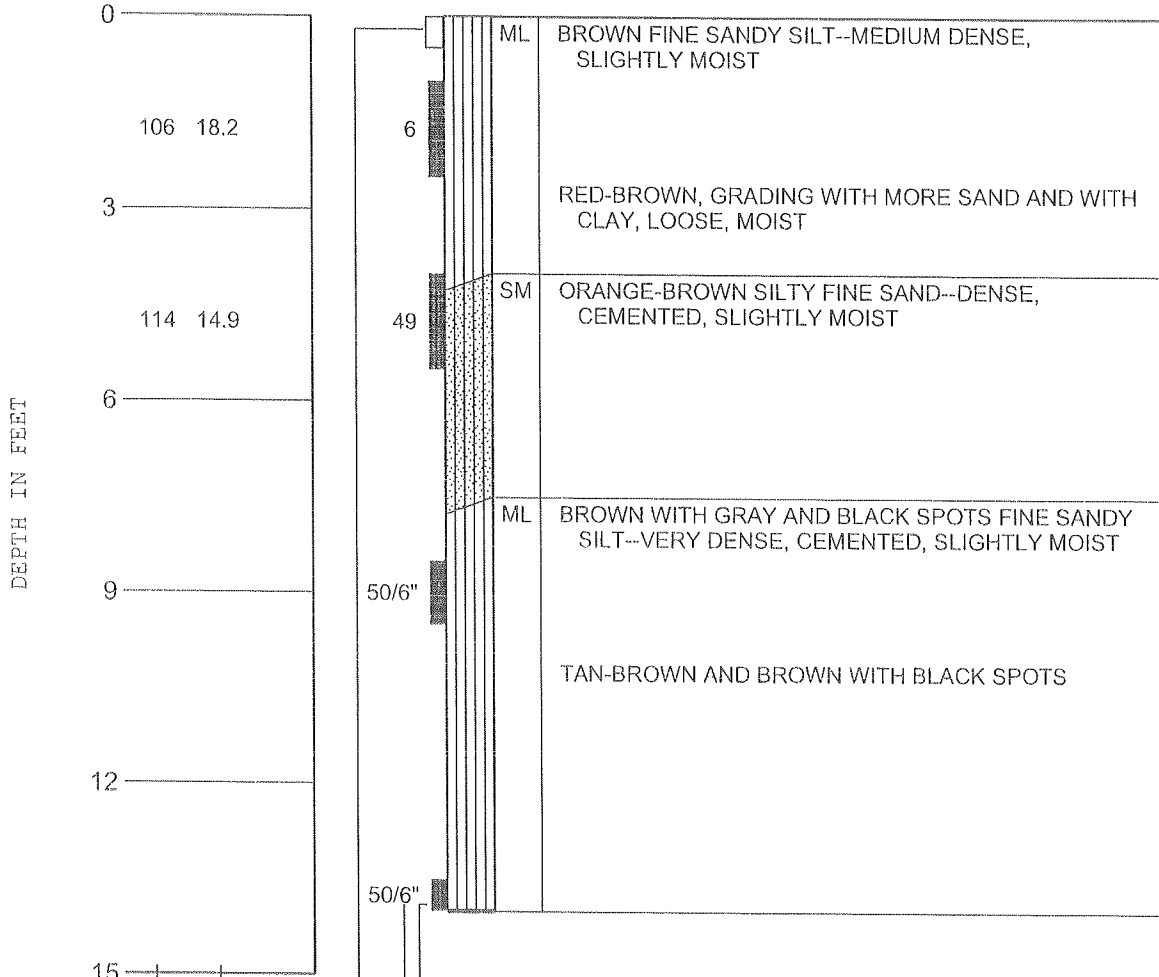 0
ML BROWN FINE SANDY SILT--MEDIUM DENSE,
SLIGHTLY MOIST
106 18.2 6
3
RED-BROWN, GRADING WITH MORE SAND AND WITH
CLAY, LOOSE, MOIST
SM ORANGE-BROWN SILTY FINE SAND--DENSE,
CEMENTED, SLIGHTLY MOIST
114 14.9 49
6
DEPTH IN FEET
ML BROWN WITH GRAY AND BLACK SPOTS FINE SANDY
SILT--VERY DENSE, CEMENTED, SLIGHTLY MOIST
9 50/6"
TAN-BROWN AND BROWN WITH BLACK SPOTS
12
50/6"
15